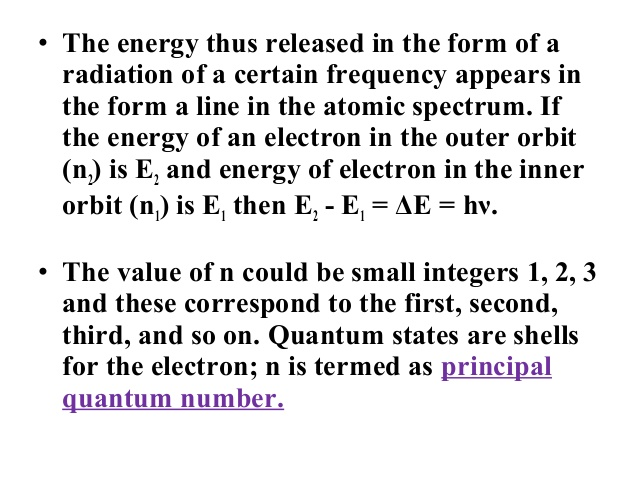 • The energy thus released in the form of a
radiation of a certain frequency appears in
the form a line in the atomic spectrum. If
the energy of an electron in the outer orbit
(n₂) is E₂ and energy of electron in the inner
orbit (n₁) is E₁ then E₂ - E₁ = ΔE = hν.
• The value of n could be small integers 1, 2, 3
and these correspond to the first, second,
third, and so on. Quantum states are shells
for the electron; n is termed as principal
quantum number.